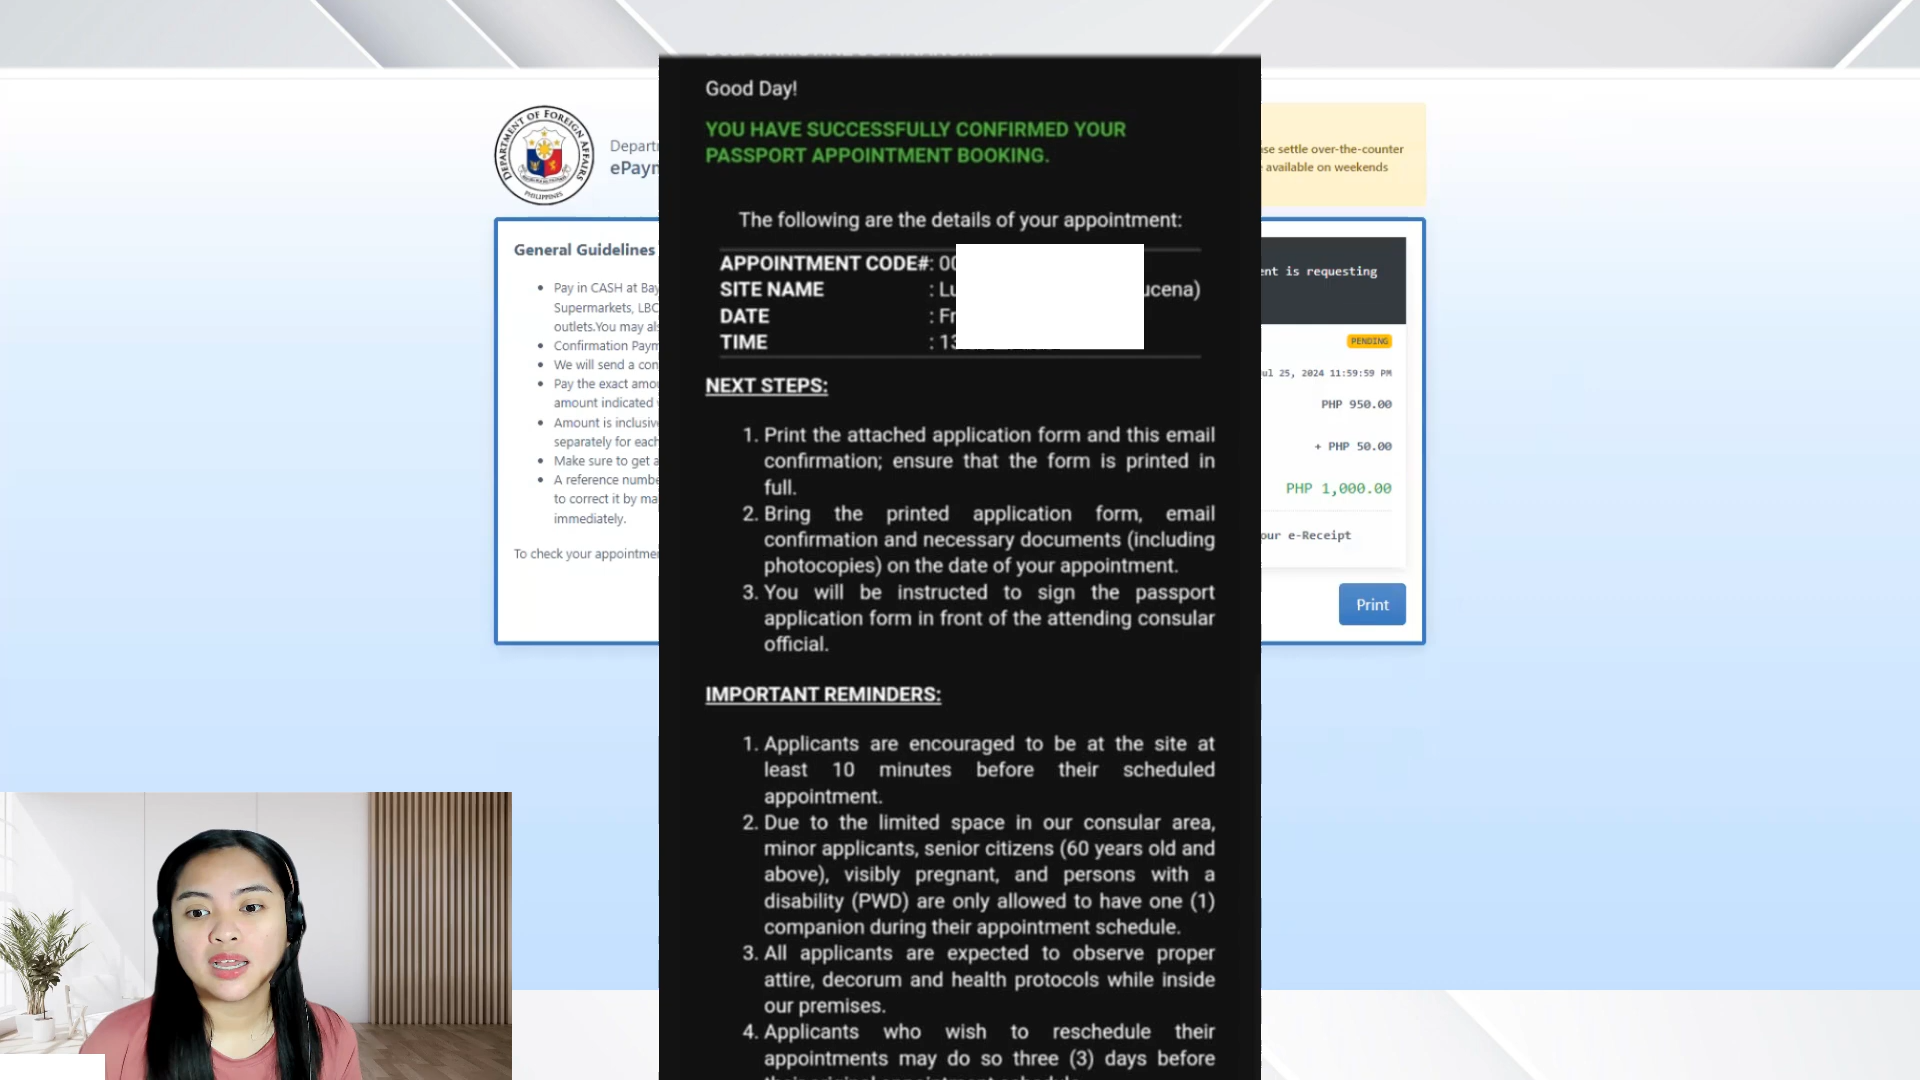 Good Day!
YOU HAVE SUCCESSFULLY CONFIRMED YOUR
PASSPORT APPOINTMENT BOOKING.
The following are the details of your appointment:
APPOINTMENT CODE#: 00
SITE NAME : Lu ucena)
DATE : Fr
TIME : 13
NEXT STEPS:
1. Print the attached application form and this email
confirmation; ensure that the form is printed in
full.
2. Bring the printed application form, email
confirmation and necessary documents (including
photocopies) on the date of your appointment.
3. You will be instructed to sign the passport
application form in front of the attending consular
official.
IMPORTANT REMINDERS:
1. Applicants are encouraged to be at the site at
least 10 minutes before their scheduled
appointment.
2. Due to the limited space in our consular area,
minor applicants, senior citizens (60 years old and
above), visibly pregnant, and persons with a
disability (PWD) are only allowed to have one (1)
companion during their appointment schedule.
3. All applicants are expected to observe proper
attire, decorum and health protocols while inside
our premises.
4. Applicants who wish to reschedule their
appointments may do so three (3) days before
DEPARTMENT OF FOREIGN AFFAIRS
PHILIPPINES
Depart
ePayn
General Guidelines
• Pay in CASH at Bay
Supermarkets, LBC
outlets.You may al
• Confirmation Paym
• We will send a con
• Pay the exact amou
amount indicated
• Amount is inclusive
separately for each
• Make sure to get a
• A reference numbe
to correct it by ma
immediately.
To check your appointme
se settle over-the-counter
available on weekends
ent is requesting
PENDING
ul 25, 2024 11:59:59 PM
PHP 950.00
+ PHP 50.00
PHP 1,000.00
our e-Receipt
Print